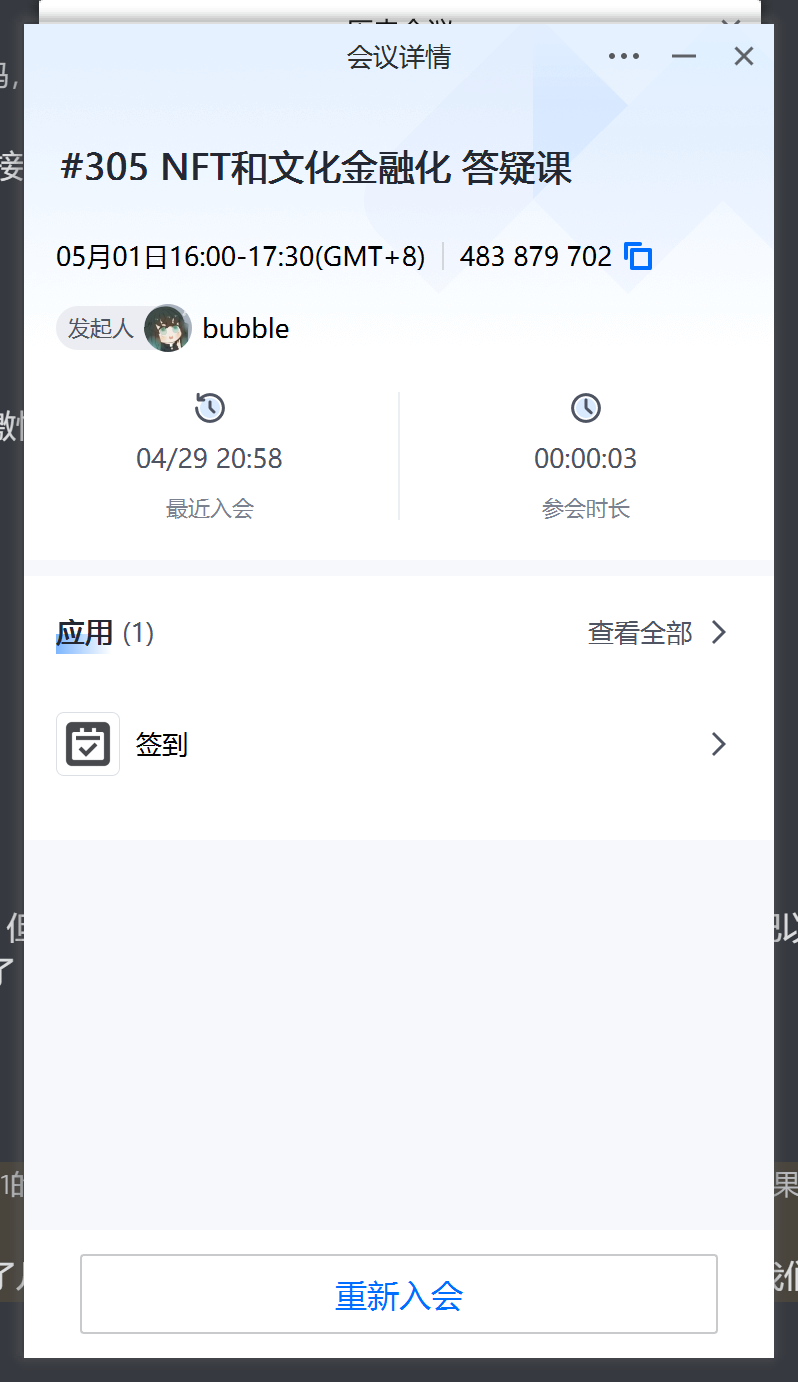 会议详情
#305 NFT和文化金融化 答疑课
05月01日16:00-17:30(GMT+8) 483 879 702
发起人 bubble
04/29 20:58 00:00:03
最近入会 参会时长
应用 (1) 查看全部
签到
但
了
果
重新入会